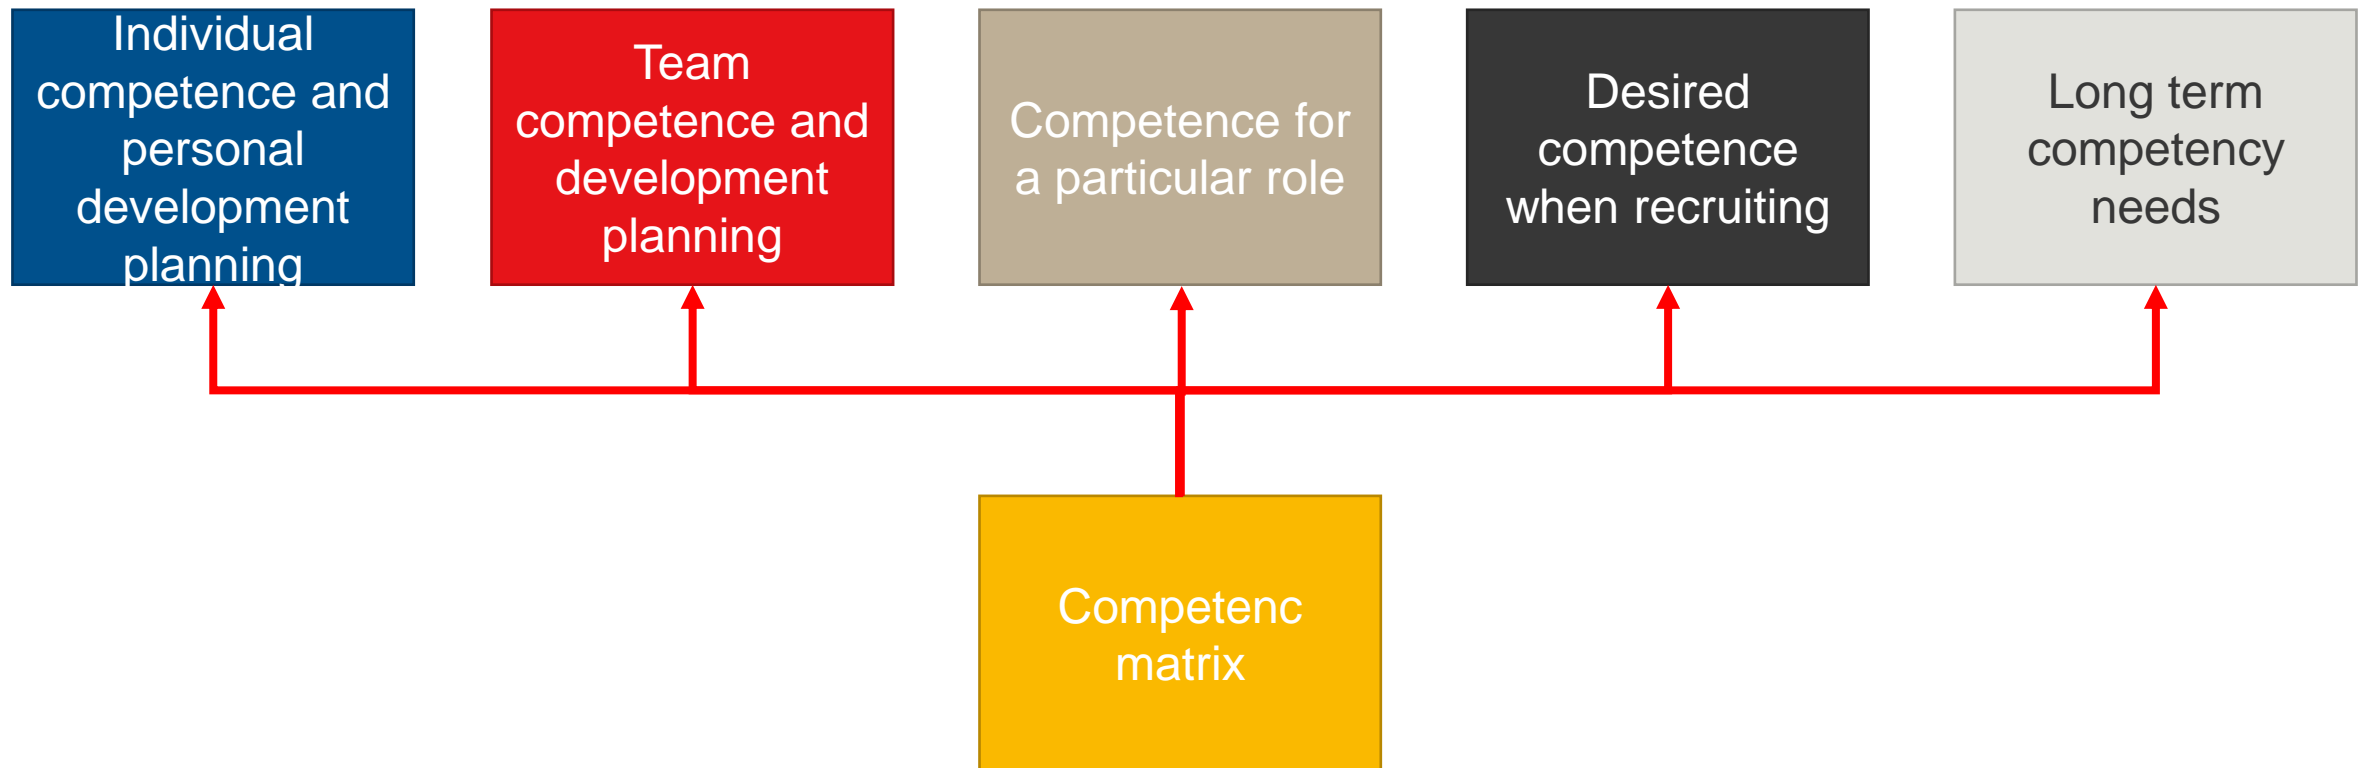 Individual
competence and
personal
development
planning
Team
competence and
development
planning
Competence for
a particular role
Desired
competence
when recruiting
Long term
competency
needs
Competenc
matrix